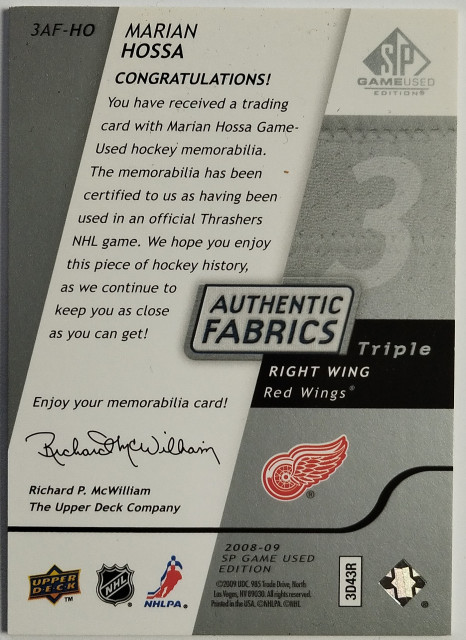 3AF-HO
MARIAN
HOSSA
CONGRATULATIONS!
You have received a trading
card with Marian Hossa Game-
Used hockey memorabilia.
The memorabilia has been
certified to us as having been
used in an official Thrashers
NHL game. We hope you enjoy
this piece of hockey history,
as we continue to
keep you as close
as you can get!
SP
GAMEUSED
EDITION®
3
AUTHENTIC
FABRICS
Triple
RIGHT WING
Red Wings®
Enjoy your memorabilia card!
Richard McWilliam
Richard P. McWilliam
The Upper Deck Company
®
UPPER
DECK
™
NHL
NHLPA.
2008-09
SP GAME USED
EDITION
©2009 UDC. 985 Trade Drive, North
Las Vegas, NV 89030. All rights reserved.
Printed in the USA. ©NHLPA. ©NHL.
3D43R